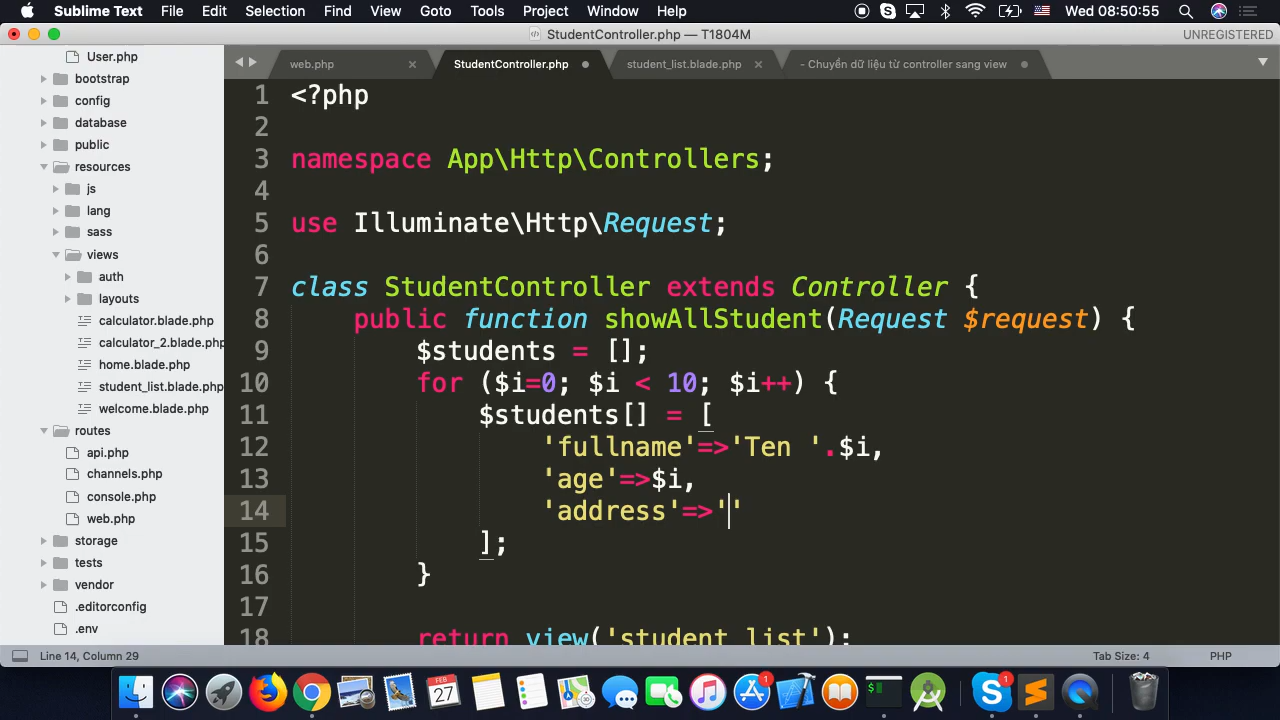 Sublime Text File Edit Selection Find View Goto Tools Project Window Help Wed 08:50:55
StudentController.php — T1804M UNREGISTERED
User.php
bootstrap
config
database
public
resources
js
lang
sass
views
auth
layouts
calculator.blade.php
calculator_2.blade.php
home.blade.php
student_list.blade.php
welcome.blade.php
routes
api.php
channels.php
console.php
web.php
storage
tests
vendor
.editorconfig
.env
web.php StudentController.php student_list.blade.php - Chuyển dữ liệu từ controller sang view
1 <?php
2
3 namespace App\Http\Controllers;
4
5 use Illuminate\Http\Request;
6
7 class StudentController extends Controller {
8 public function showAllStudent(Request $request) {
9 $students = [];
10 for ($i=0; $i < 10; $i++) {
11 $students[] = [
12 'fullname'=>'Ten '.$i,
13 'age'=>$i,
14 'address'=>''
15 ];
16 }
17
18 return view('student_list');
Line 14, Column 29 Tab Size: 4 PHP
FEB
27
1
1